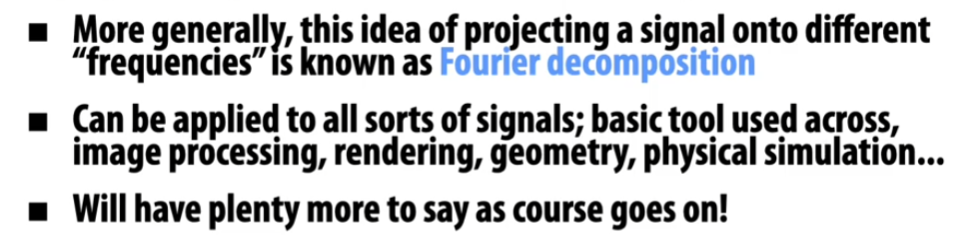 ■ More generally, this idea of projecting a signal onto different
“frequencies” is known as Fourier decomposition
■ Can be applied to all sorts of signals; basic tool used across,
image processing, rendering, geometry, physical simulation...
■ Will have plenty more to say as course goes on!